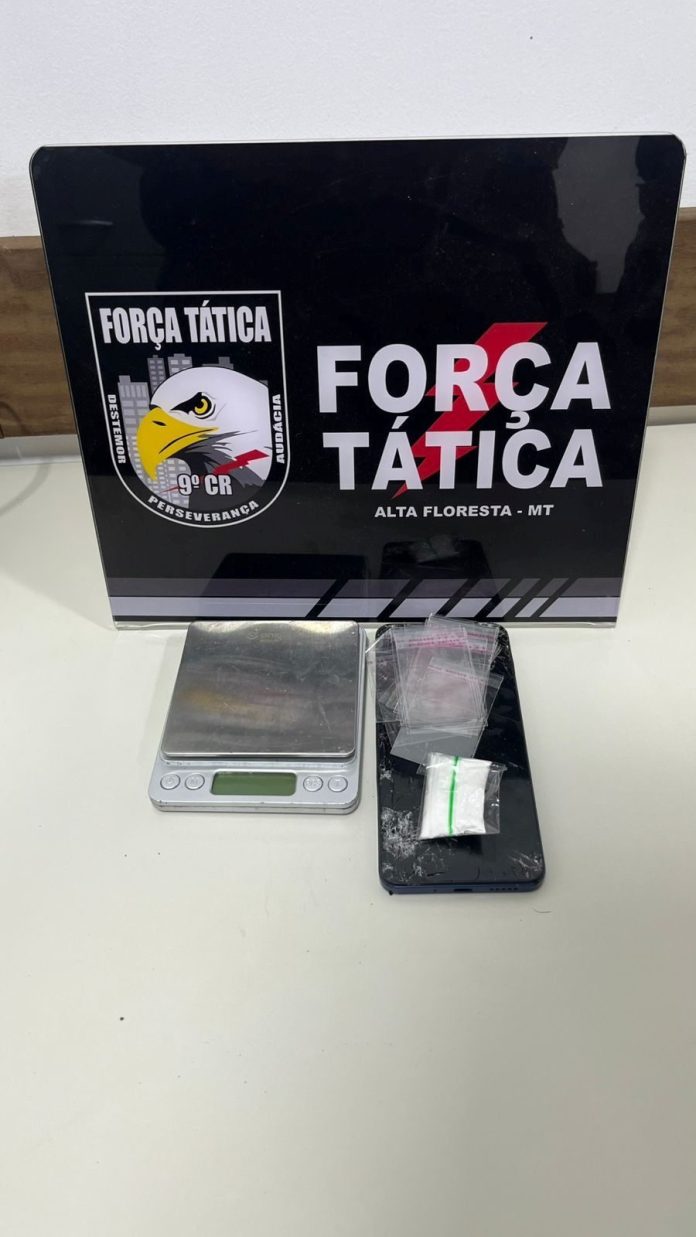 FORÇA TÁTICA
DESTEMOR
AUDÁCIA
9º CR
PERSEVERANÇA
FORÇA
TÁTICA
ALTA FLORESTA - MT